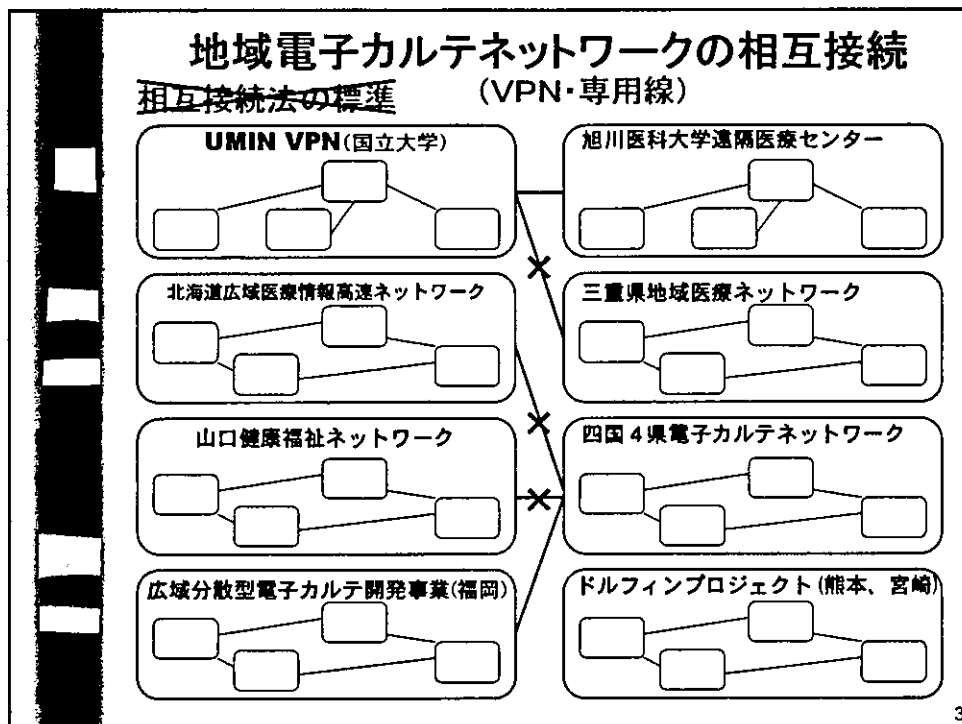 地域電子カルテネットワークの相互接続
相互接続法の標準 (VPN・専用線)
UMIN VPN(国立大学)
旭川医科大学遠隔医療センター
北海道広域医療情報高速ネットワーク
三重県地域医療ネットワーク
山口健康福祉ネットワーク
四国4県電子カルテネットワーク
広域分散型電子カルテ開発事業(福岡)
ドルフィンプロジェクト(熊本、宮崎)
3